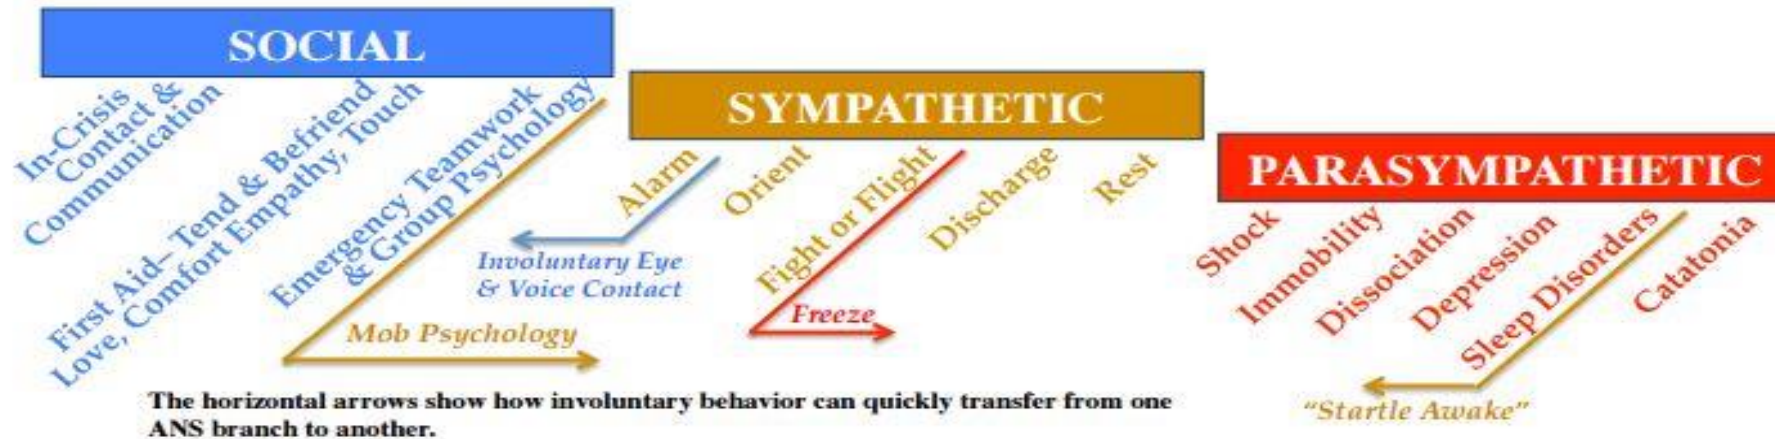 SOCIAL
In-Crisis
Contact &
Communication
First Aid– Tend & Befriend
Love, Comfort Empathy, Touch
Emergency Teamwork
& Group Psychology
Mob Psychology
SYMPATHETIC
Alarm
Involuntary Eye
& Voice Contact
Orient
Fight or Flight
Freeze
Discharge
Rest
PARASYMPATHETIC
Shock
Immobility
Dissociation
Depression
Sleep Disorders
"Startle Awake"
Catatonia
The horizontal arrows show how involuntary behavior can quickly transfer from one
ANS branch to another.